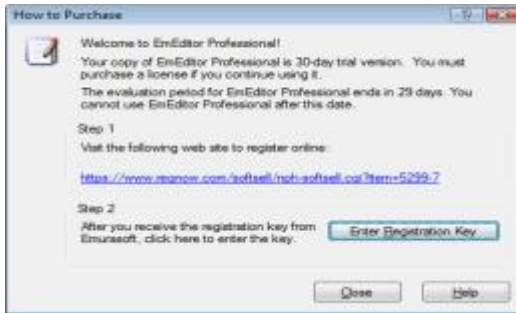 How to Purchase
Welcome to EmEditor Professional!
Your copy of EmEditor Professional is 30-day trial version. You must
purchase a license if you continue using it.
The evaluation period for EmEditor Professional ends in 29 days. You
cannot use EmEditor Professional after this date.
Step 1
Visit the following web site to register online:
https://www.regnow.com/softsell/nph-softsell.cgi?item=5299-7
Step 2
After you receive the registration key from
Emurasoft, click here to enter the key.
Enter Registration Key
Close
Help